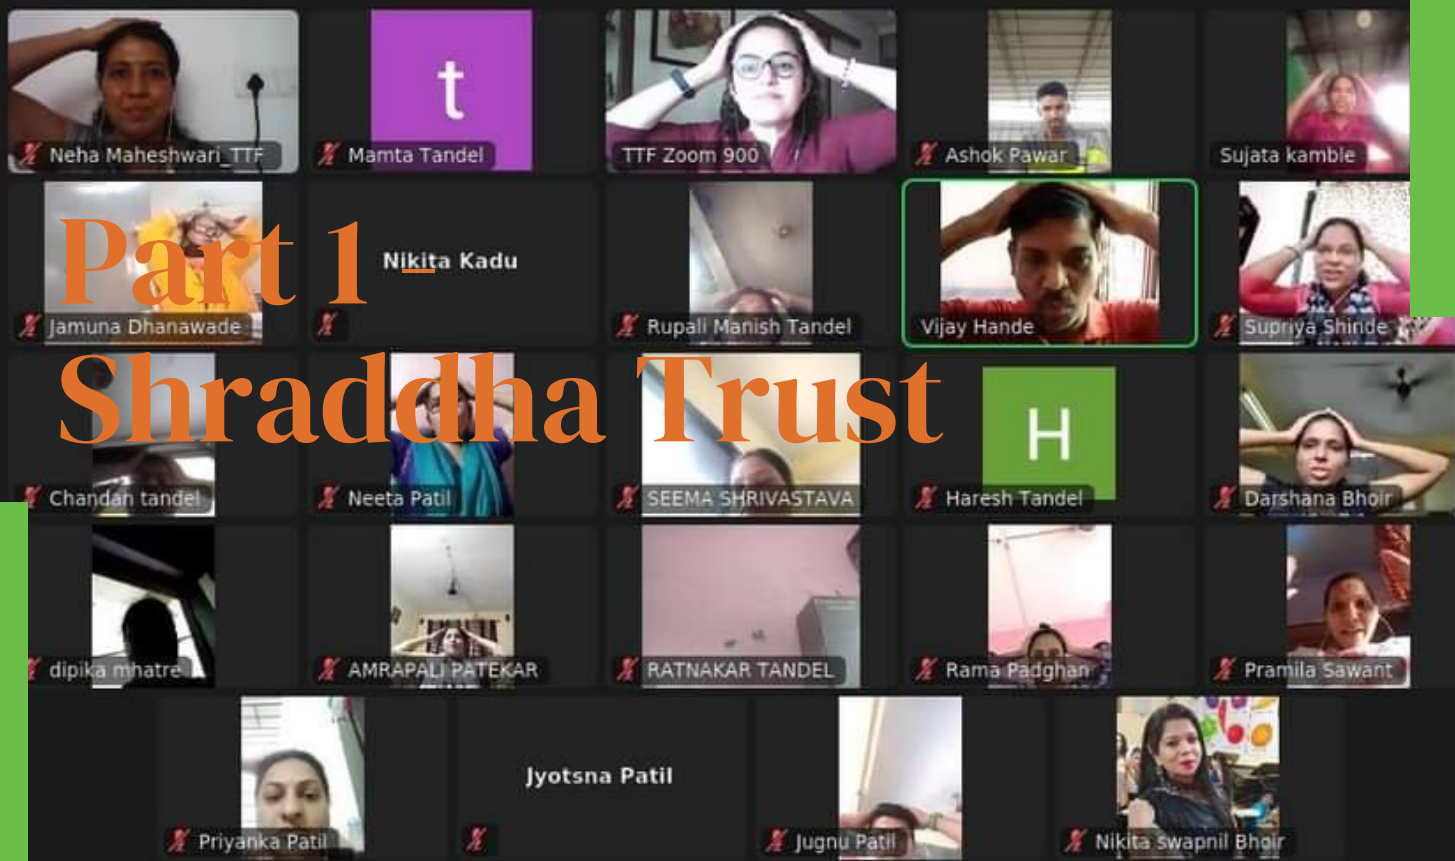 Neha Maheshwari_TTF
t
Mamta Tandel
TTF Zoom 900
Ashok Pawar
Sujata kamble
Part 1 -
Shraddha Trust
Jamuna Dhanawade
Nikita Kadu
Rupali Manish Tandel
Vijay Hande
Supriya Shinde
Chandan tandel
Neeta Patil
SEEMA SHRIVASTAVA
H
Haresh Tandel
Darshana Bhoir
dipika mhatre
AMRAPALI PATEKAR
RATNAKAR TANDEL
Rama Padghan
Pramila Sawant
Priyanka Patil
Jyotsna Patil
Jugnu Patil
Nikita swapnil Bhoir